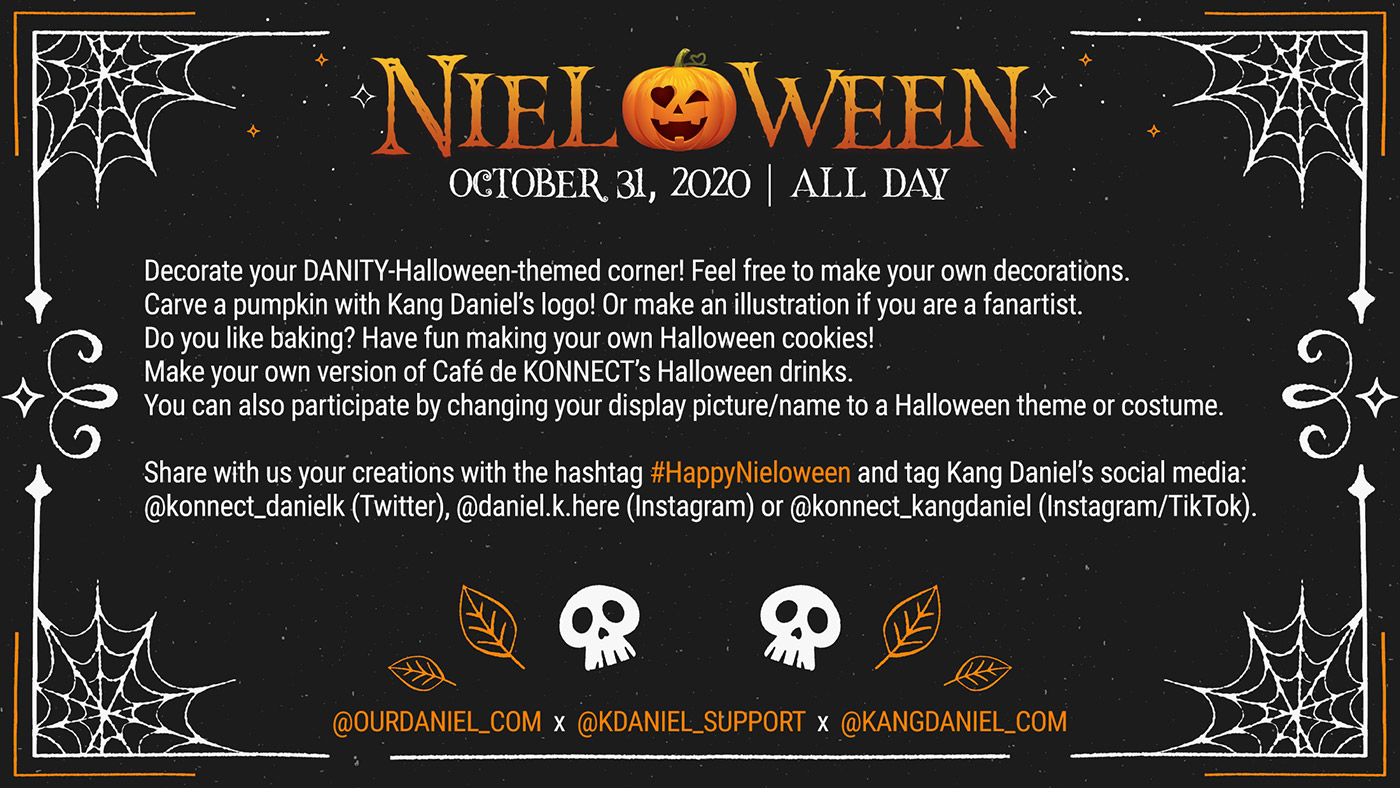 NIELOWEEN
OCTOBER 31, 2020 | ALL DAY
Decorate your DANITY-Halloween-themed corner! Feel free to make your own decorations.
Carve a pumpkin with Kang Daniel’s logo! Or make an illustration if you are a fanartist.
Do you like baking? Have fun making your own Halloween cookies!
Make your own version of Café de KONNECT’s Halloween drinks.
You can also participate by changing your display picture/name to a Halloween theme or costume.
Share with us your creations with the hashtag #HappyNieloween and tag Kang Daniel’s social media:
@konnect_danielk (Twitter), @daniel.k.here (Instagram) or @konnect_kangdaniel (Instagram/TikTok).
@OURDANIEL_COM x @KDANIEL_SUPPORT x @KANGDANIEL_COM